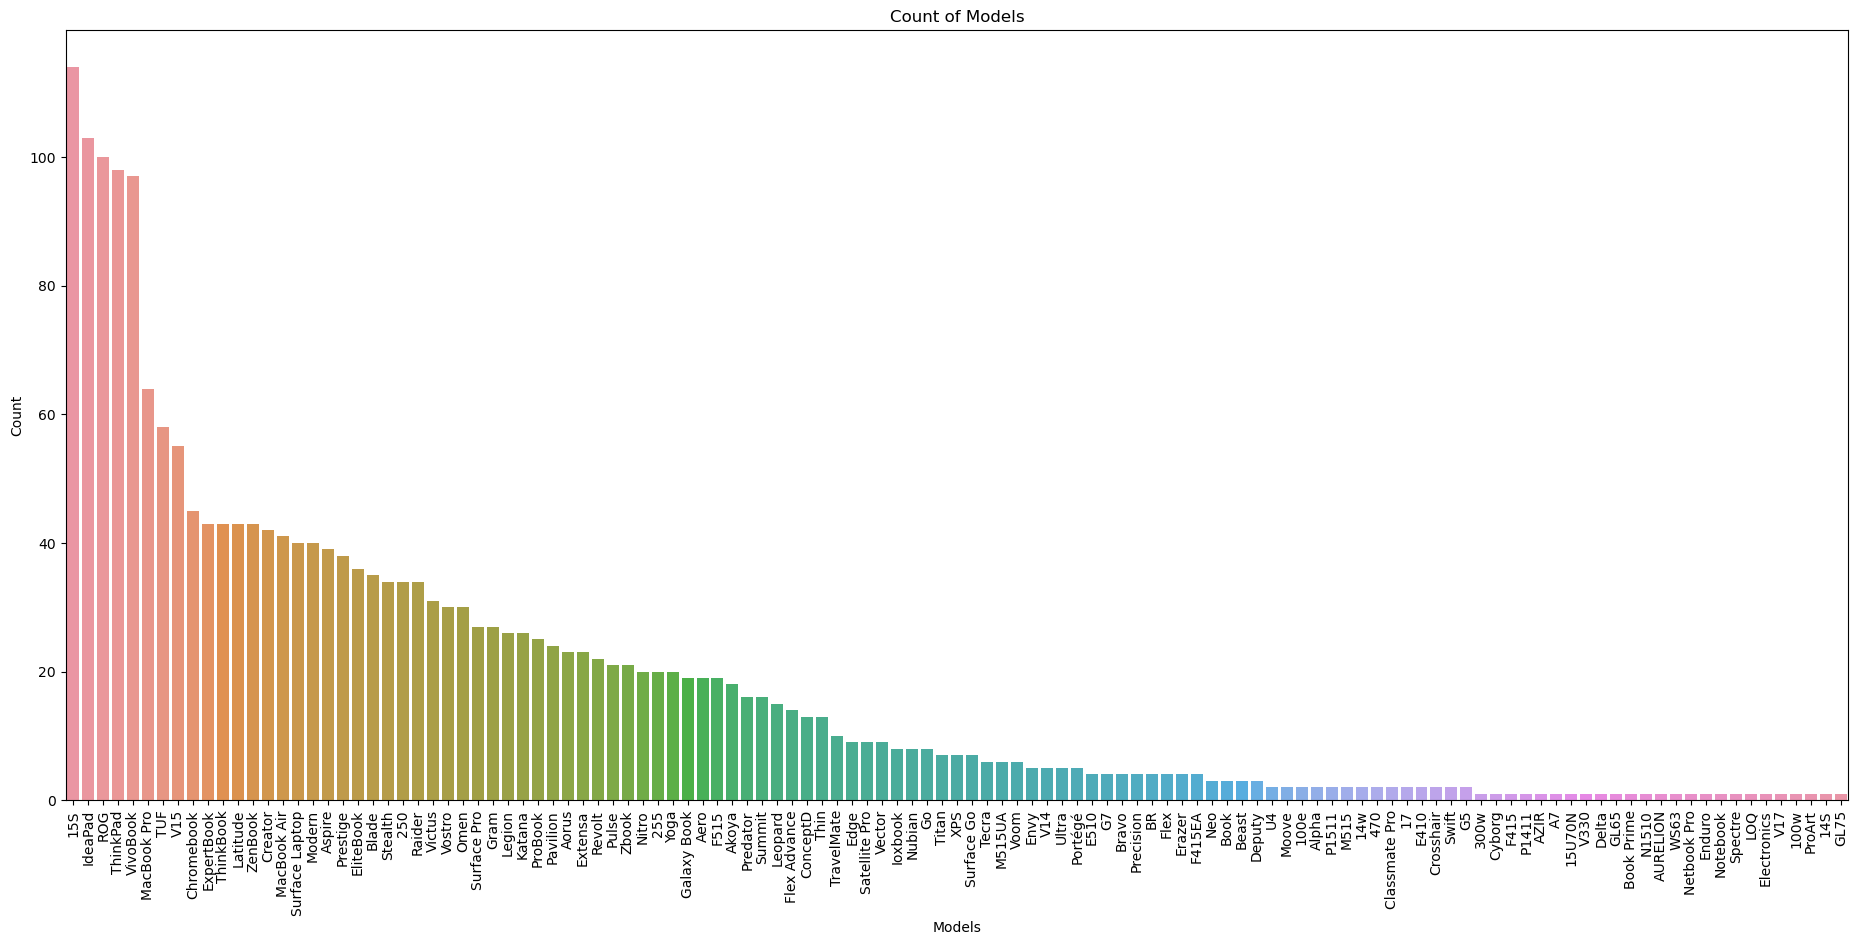 Count of Models
Count
100
80
60
40
20
0
15S
IdeaPad
ROG
ThinkPad
VivoBook
MacBook Pro
TUF
V15
Chromebook
ExpertBook
ThinkBook
Latitude
ZenBook
Creator
MacBook Air
Surface Laptop
Modern
Aspire
Prestige
EliteBook
Blade
Stealth
250
Raider
Victus
Vostro
Omen
Surface Pro
Gram
Legion
Katana
ProBook
Pavilion
Aorus
Extensa
Revolt
Pulse
Zbook
Nitro
255
Yoga
Galaxy Book
Aero
F515
Akoya
Predator
Summit
Leopard
Flex Advance
ConceptD
Thin
TravelMate
Edge
Satellite Pro
Vector
Ioxbook
Nubian
Go
Titan
XPS
Surface Go
Tecra
M515UA
Voom
Envy
V14
Ultra
Portégé
E510
G7
Bravo
Precision
BR
Flex
Erazer
F415EA
Neo
Book
Beast
Deputy
U4
Moove
100e
Alpha
P1511
M515
14w
470
Classmate Pro
17
E410
Crosshair
Swift
G5
300w
Cyborg
F415
P1411
AZIR
A7
15U70N
V330
Delta
GL65
Book Prime
N1510
AURELION
WS63
Netbook Pro
Enduro
Notebook
Spectre
LOQ
Electronics
V17
100w
ProArt
14S
GL75
Models